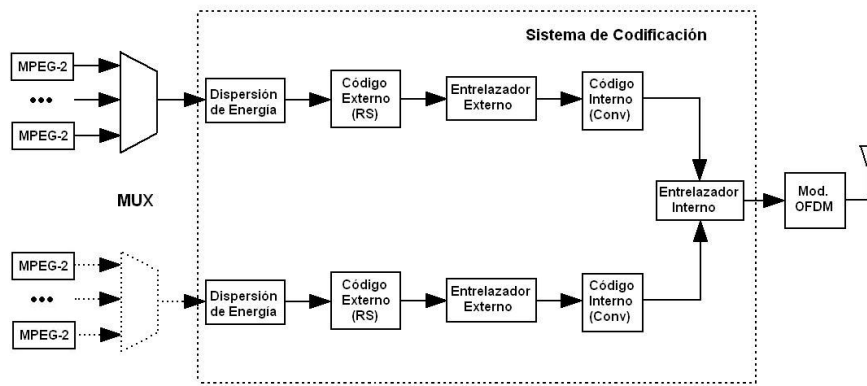 Sistema de Codificación
MPEG-2
•••
MPEG-2
Dispersión
de Energía
Código
Externo
(RS)
Entrelazador
Externo
Código
Interno
(Conv)
MUX
Entrelazador
Interno
Mod.
OFDM
MPEG-2
•••
MPEG-2
Dispersión
de Energía
Código
Externo
(RS)
Entrelazador
Externo
Código
Interno
(Conv)